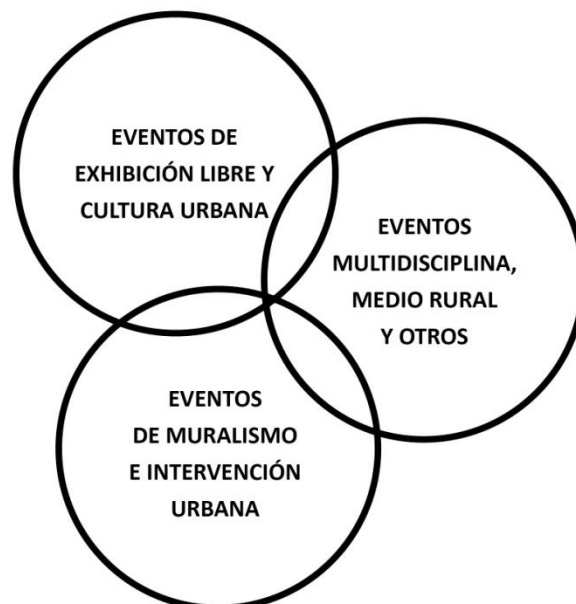 EVENTOS DE
EXHIBICIÓN LIBRE Y
CULTURA URBANA
EVENTOS
MULTIDISCIPLINA,
MEDIO RURAL
Y OTROS
EVENTOS
DE MURALISMO
E INTERVENCIÓN
URBANA